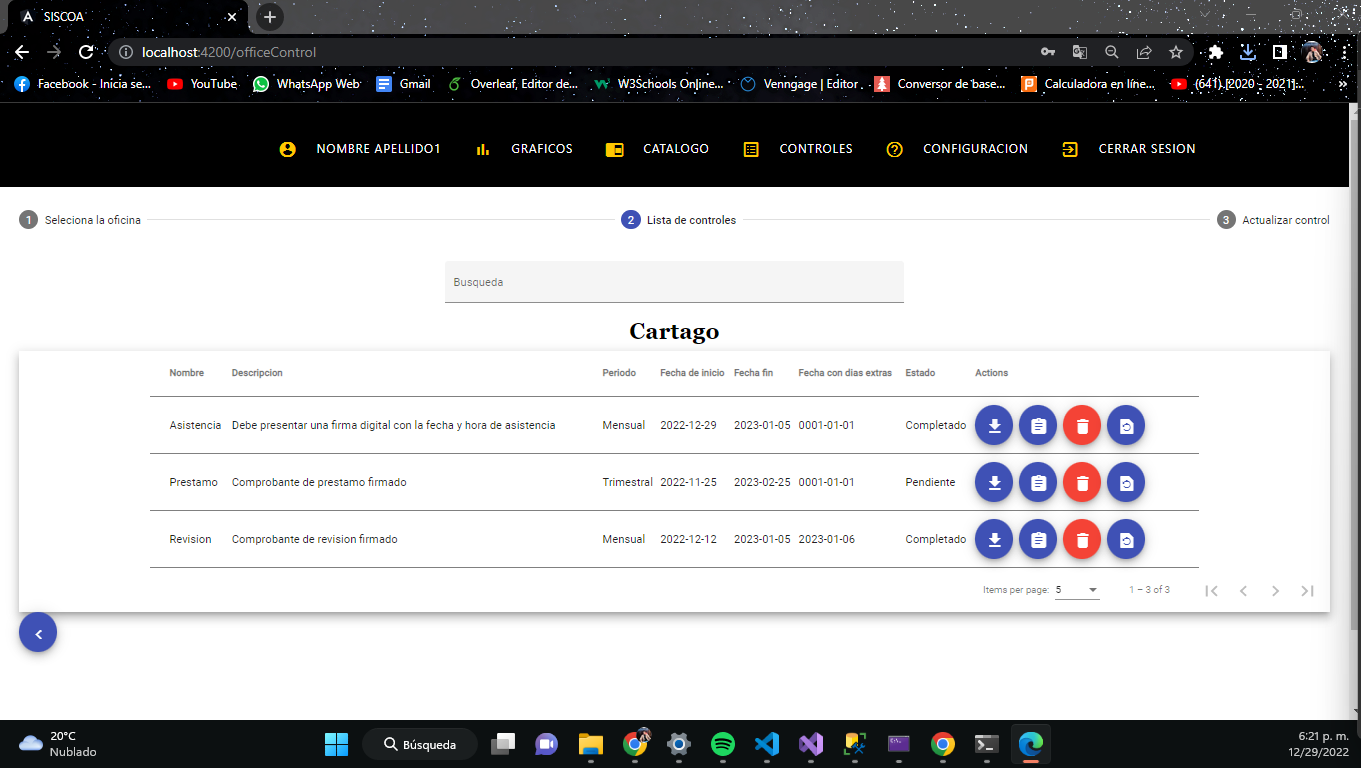 SISCOA
localhost:4200/officeControl
Facebook - Inicia se... YouTube WhatsApp Web Gmail Overleaf, Editor de... W3Schools Online... Venngage | Editor... Conversor de base... Calculadora en líne... (641) [2020 - 2021]... »
NOMBRE APELLIDO1 GRAFICOS CATALOGO CONTROLES CONFIGURACION CERRAR SESION
1 Seleciona la oficina 2 Lista de controles 3 Actualizar control
Busqueda
Cartago
Nombre Descripcion Periodo Fecha de inicio Fecha fin Fecha con dias extras Estado Actions
Asistencia Debe presentar una firma digital con la fecha y hora de asistencia Mensual 2022-12-29 2023-01-05 0001-01-01 Completado
Prestamo Comprobante de prestamo firmado Trimestral 2022-11-25 2023-02-25 0001-01-01 Pendiente
Revision Comprobante de revision firmado Mensual 2022-12-12 2023-01-05 2023-01-06 Completado
Items per page: 5 1 – 3 of 3
20°C
Nublado
Búsqueda
6:21 p. m.
12/29/2022